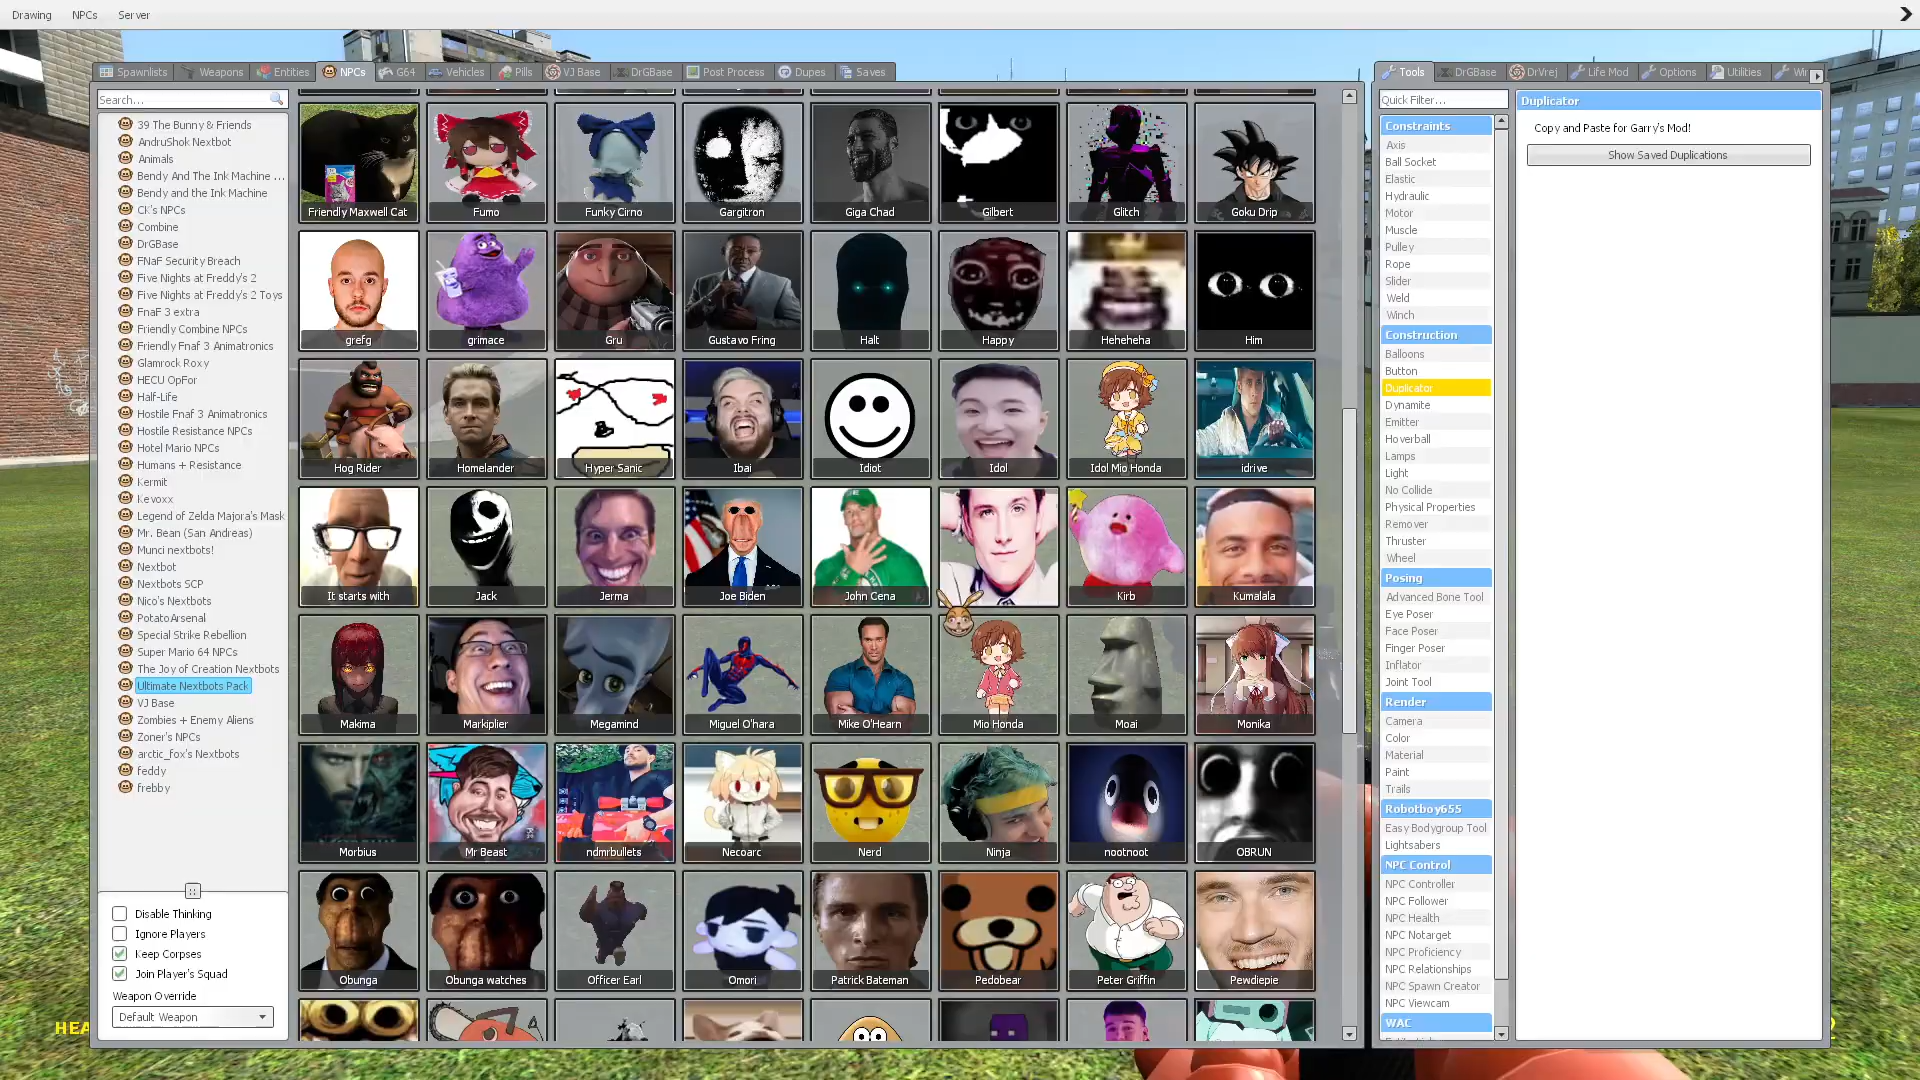 Drawing NPCs Server
Spawnlists Weapons Entities NPCs G64 Vehicles Pills VJ Base DrGBase Post Process Dupes Saves
Search...
39 The Bunny & Friends
AndruShok Nextbot
Animals
Bendy And The Ink Machine ...
Bendy and the Ink Machine
CK's NPCs
Combine
DrGBase
FNaF Security Breach
Five Nights at Freddy's 2
Five Nights at Freddy's 2 Toys
FnaF 3 extra
Friendly Combine NPCs
Friendly Fnaf 3 Animatronics
Glamrock Roxy
HECU OpFor
Half-Life
Hostile Fnaf 3 Animatronics
Hostile Resistance NPCs
Hotel Mario NPCs
Humans + Resistance
Kermit
Kevoxx
Legend of Zelda Majora's Mask
Mr. Bean (San Andreas)
Munci nextbots!
Nextbot
Nextbots SCP
Nico's Nextbots
PotatoArsenal
Special Strike Rebellion
Super Mario 64 NPCs
The Joy of Creation Nextbots
Ultimate Nextbots Pack
VJ Base
Zombies + Enemy Aliens
Zoner's NPCs
arctic_fox's Nextbots
feddy
frebby
Disable Thinking
Ignore Players
Keep Corpses
Join Player's Squad
Weapon Override
Default Weapon
HEA
Friendly Maxwell Cat Fumo Funky Cirno Gargitron Giga Chad Gilbert Glitch Goku Drip
grefg grimace Gru Gustavo Fring Halt Happy Heheheha Him
Hog Rider Homelander Hyper Sanic Ibai Idiot Idol Idol Mio Honda idrive
It starts with Jack Jerma Joe Biden John Cena Kirb Kumalala
Makima Markiplier Megamind Miguel O'hara Mike O'Hearn Mio Honda Moai Monika
Morbius Mr Beast ndmrbullets Necoarc Nerd Ninja nootnoot OBRUN
Obunga Obunga watches Officer Earl Omori Patrick Bateman Pedobear Peter Griffin Pewdiepie
Tools DrGBase DrVrej Life Mod Options Utilities
Quick Filter...
Constraints
Axis
Ball Socket
Elastic
Hydraulic
Motor
Muscle
Pulley
Rope
Slider
Weld
Winch
Construction
Balloons
Button
Duplicator
Dynamite
Emitter
Hoverball
Lamps
Light
No Collide
Physical Properties
Remover
Thruster
Wheel
Posing
Advanced Bone Tool
Eye Poser
Face Poser
Finger Poser
Inflator
Joint Tool
Render
Camera
Color
Material
Paint
Trails
Robotboy655
Easy Bodygroup Tool
Lightsabers
NPC Control
NPC Controller
NPC Follower
NPC Health
NPC Notarget
NPC Proficiency
NPC Relationships
NPC Spawn Creator
NPC Viewcam
WAC
Duplicator
Copy and Paste for Garry's Mod!
Show Saved Duplications